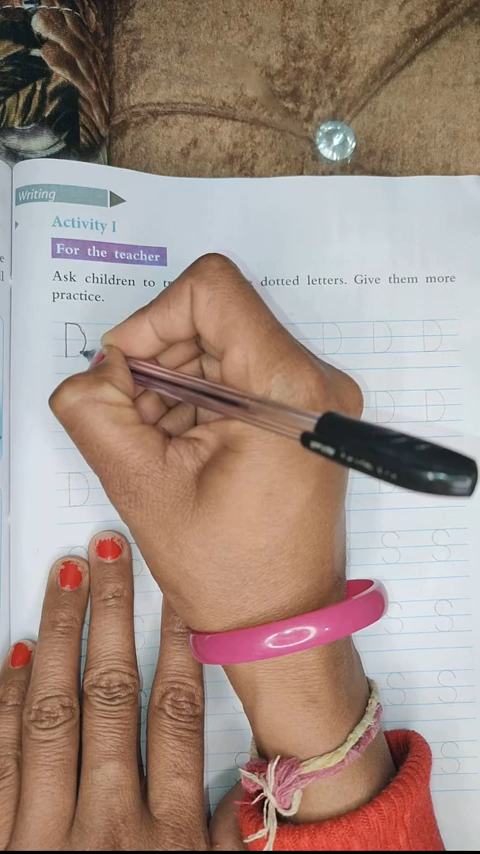 Writing
Activity I
For the teacher
Ask children to dotted letters. Give them more
practice.
D D D D
D D
D
S S
S S
S S
S S